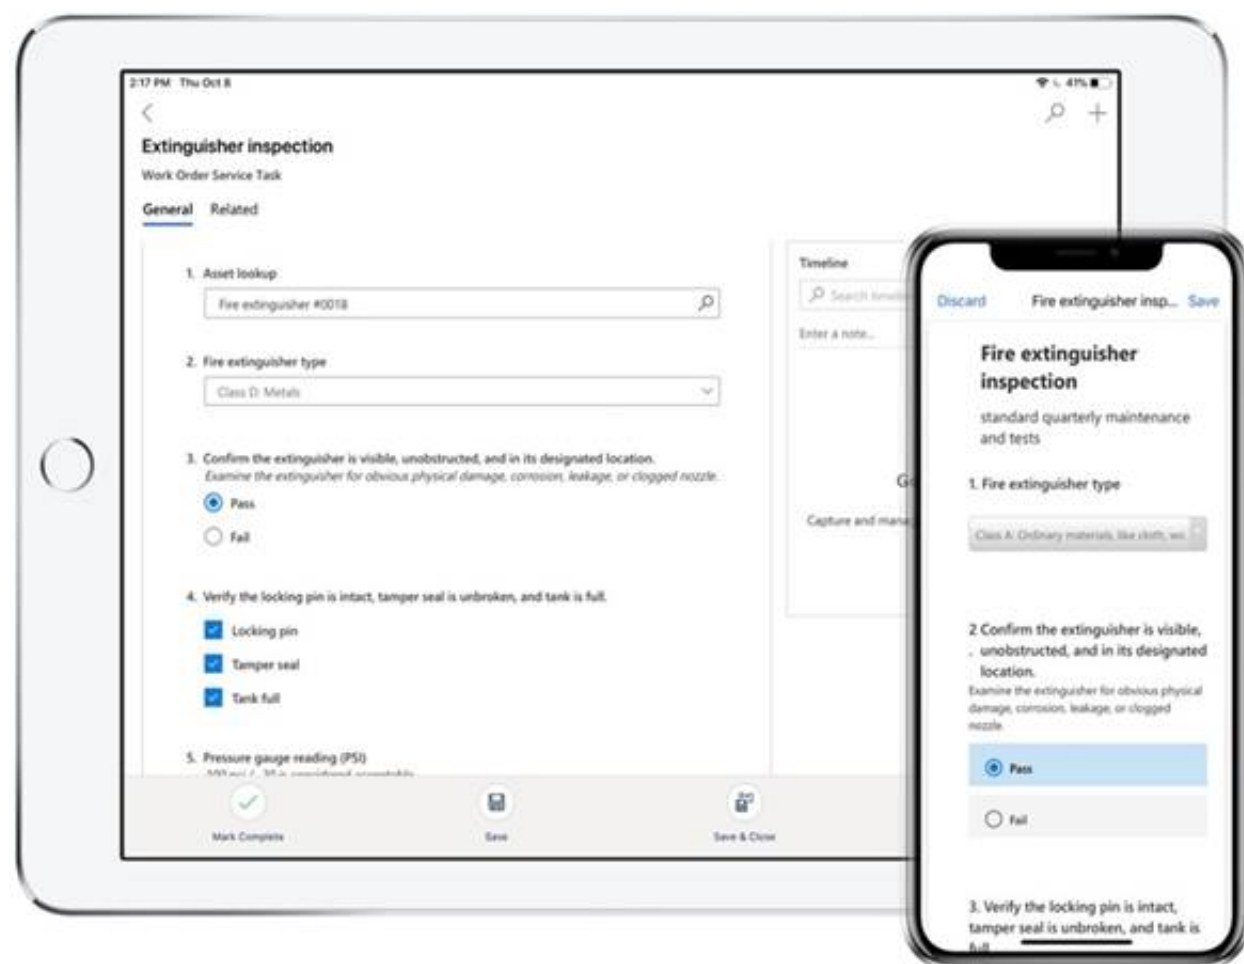 2:17 PM Thu Oct 8
41%
Extinguisher inspection
Work Order Service Task
General Related
1. Asset lookup
Fire extinguisher #0018
2. Fire extinguisher type
Class D: Metals
3. Confirm the extinguisher is visible, unobstructed, and in its designated location.
Examine the extinguisher for obvious physical damage, corrosion, leakage, or clogged nozzle.
Pass
Fail
4. Verify the locking pin is intact, tamper seal is unbroken, and tank is full.
Locking pin
Tamper seal
Tank full
5. Pressure gauge reading (PSI)
Mark Complete
Save
Save & Close
Timeline
Search
Enter a note...
Capture and
Discard
Fire extinguisher insp...
Save
Fire extinguisher
inspection
standard quarterly maintenance
and tests
1. Fire extinguisher type
Class A: Ordinary materials, like cloth, wo
2 Confirm the extinguisher is visible,
. unobstructed, and in its designated
location.
Examine the extinguisher for obvious physical
damage, corrosion, leakage, or clogged
nozzle.
Pass
Fail
3. Verify the locking pin is intact,
tamper seal is unbroken, and tank is
full